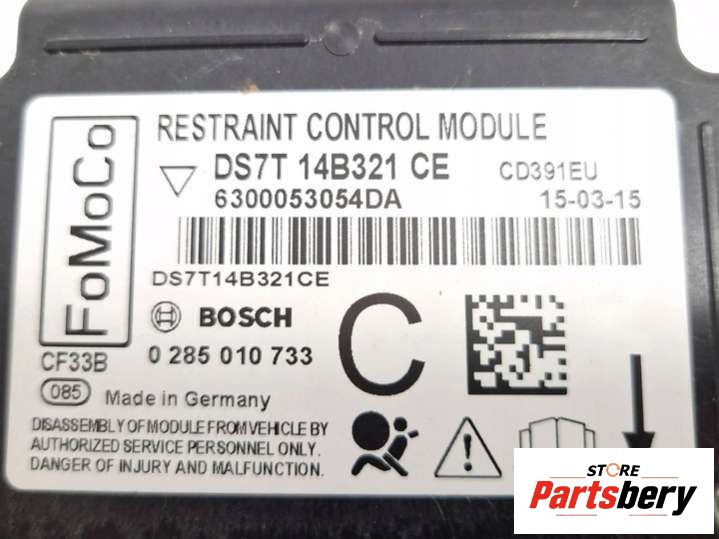 FoMoCo
RESTRAINT CONTROL MODULE
DS7T 14B321 CE
CD391EU
6300053054DA
15-03-15
DS7T14B321CE
BOSCH
C
0 285 010 733
CF33B
085
Made in Germany
DISASSEMBLY OF MODULE FROM VEHICLE BY
AUTHORIZED SERVICE PERSONNEL ONLY.
DANGER OF INJURY AND MALFUNCTION.
STORE
Partsbery